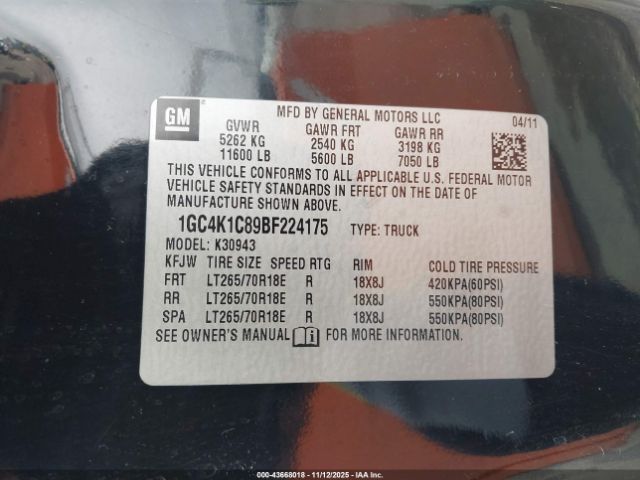 GM
MFD BY GENERAL MOTORS LLC
04/11
GVWR GAWR FRT GAWR RR
5262 KG 2540 KG 3198 KG
11600 LB 5600 LB 7050 LB
THIS VEHICLE CONFORMS TO ALL APPLICABLE U.S. FEDERAL MOTOR
VEHICLE SAFETY STANDARDS IN EFFECT ON THE DATE OF
MANUFACTURE SHOWN ABOVE.
1GC4K1C89BF224175 TYPE: TRUCK
MODEL: K30943
KFJW TIRE SIZE SPEED RTG RIM COLD TIRE PRESSURE
FRT LT265/70R18E R 18X8J 420KPA(60PSI)
RR LT265/70R18E R 18X8J 550KPA(80PSI)
SPA LT265/70R18E R 18X8J 550KPA(80PSI)
SEE OWNER'S MANUAL FOR MORE INFORMATION.
000-43668018 - 11/12/2025 - IAAI.COM